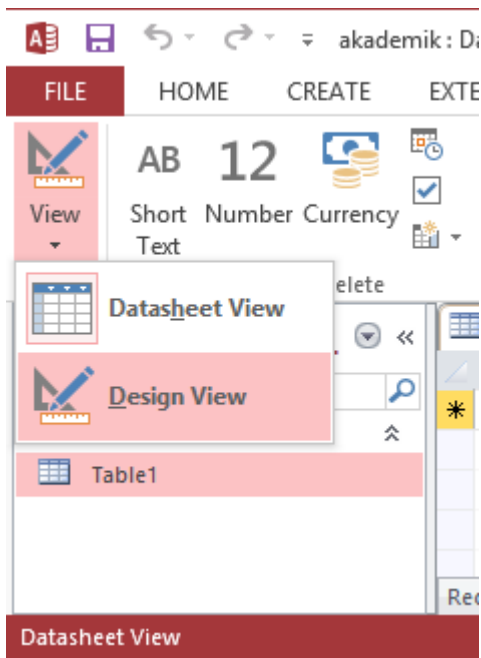 akademik : Da
FILE HOME CREATE EXTE
AB 12
View Short Text Number Currency
elete
Datasheet View
Design View
Table1
Rec
Datasheet View